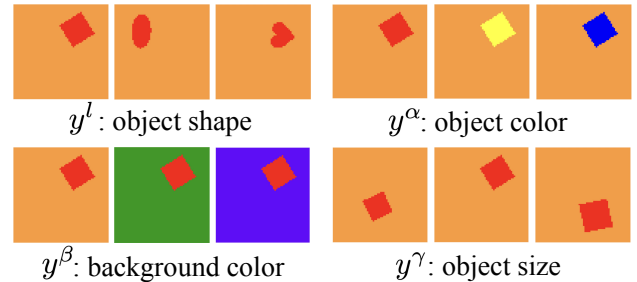 y^l: object shape
y^α: object color
y^β: background color
y^γ: object size